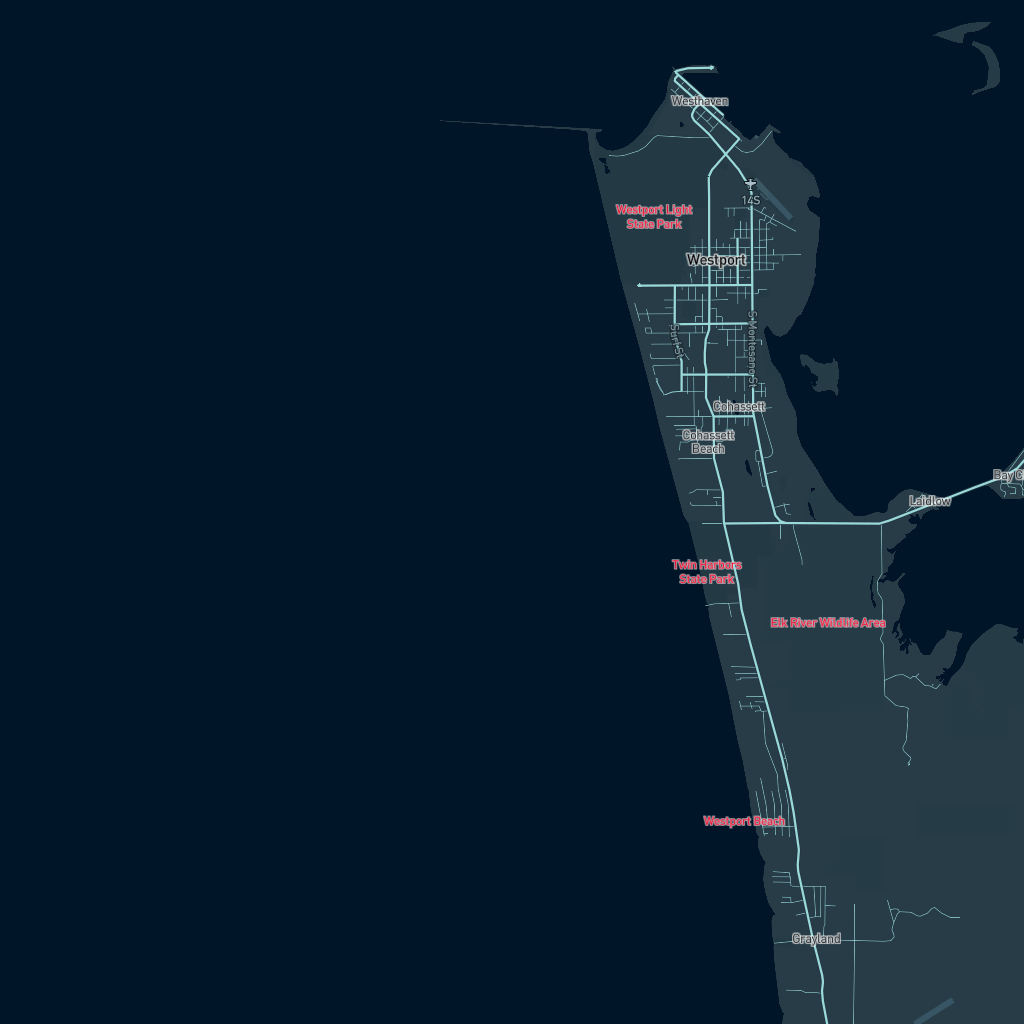 Westhaven
14S
Westport Light
State Park
Westport
Surf St
S Montesano St
Cohassett
Cohassett
Beach
Bay C
Laidlow
Twin Harbors
State Park
Elk River Wildlife Area
Westport Beach
Grayland